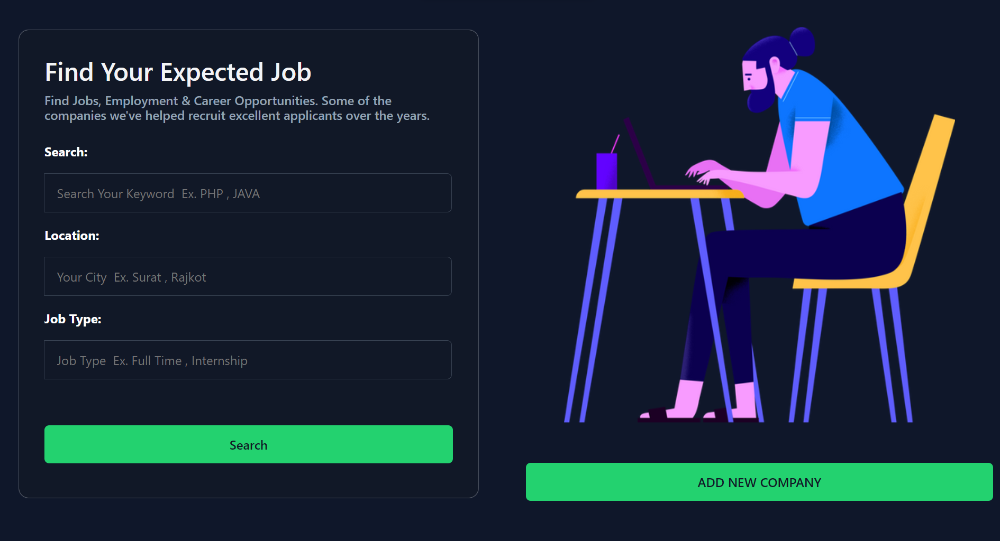 Find Your Expected Job
Find Jobs, Employment & Career Opportunities. Some of the
companies we've helped recruit excellent applicants over the years.
Search:
Search Your Keyword  Ex. PHP , JAVA
Location:
Your City  Ex. Surat , Rajkot
Job Type:
Job Type  Ex. Full Time , Internship
Search
ADD NEW COMPANY